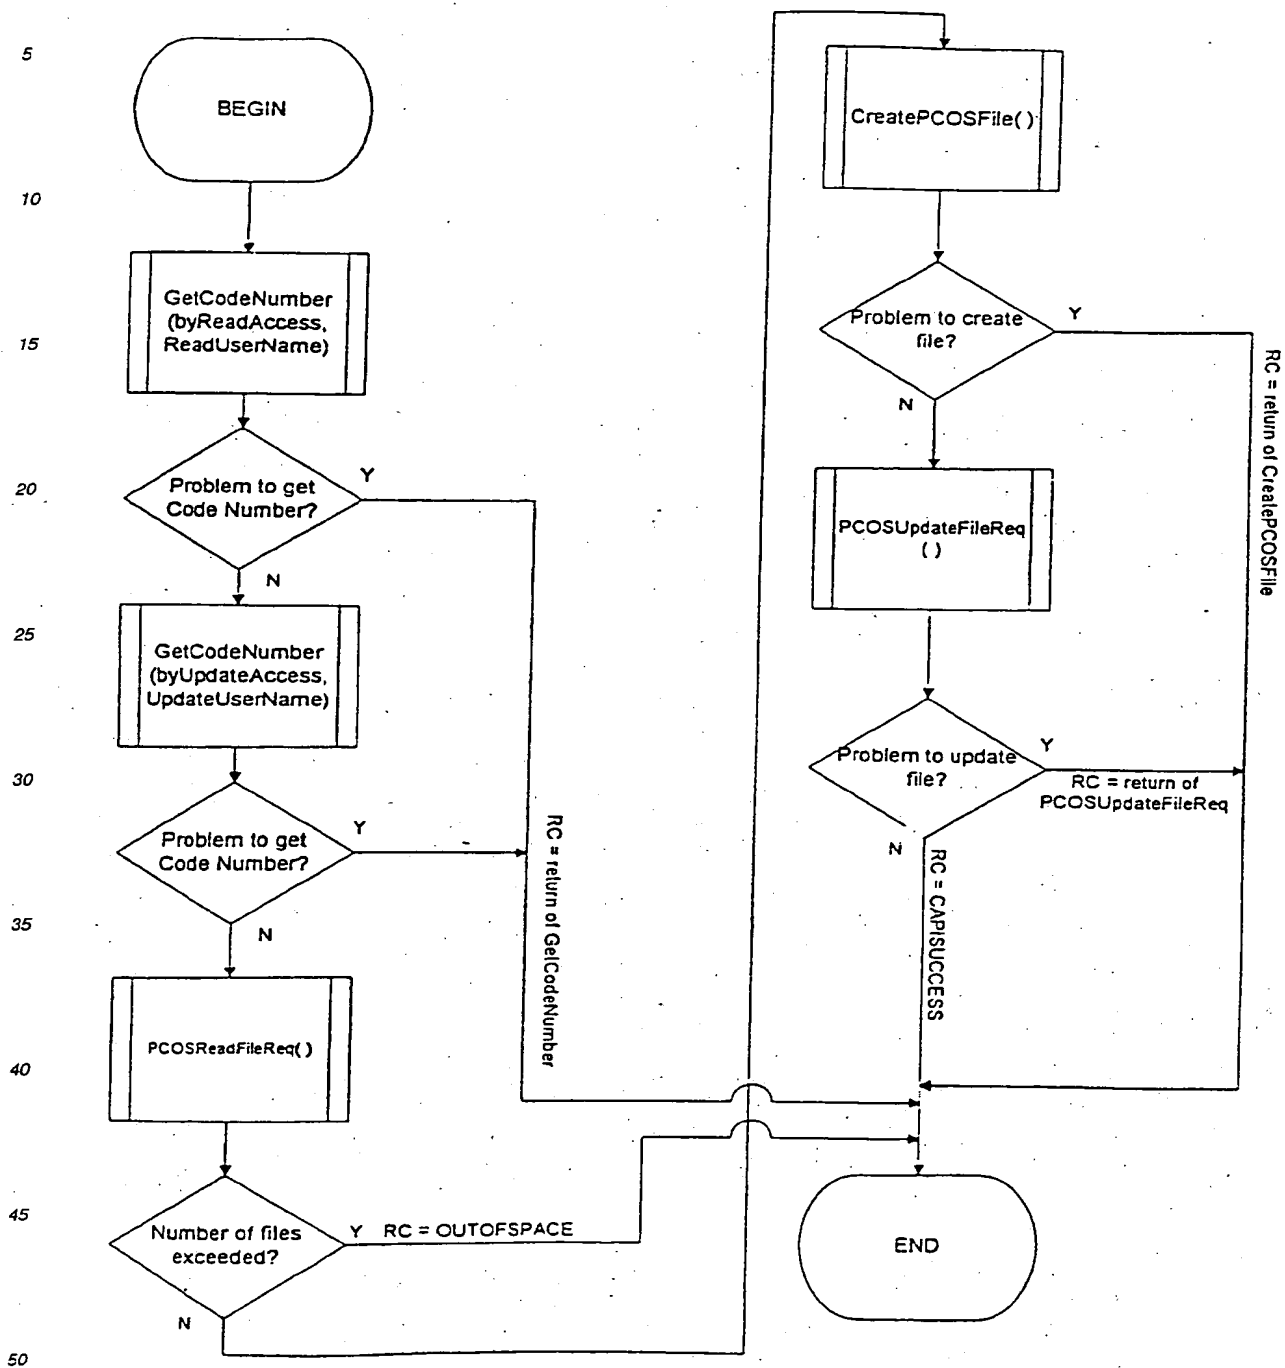 5
BEGIN
10
GetCodeNumber
(byReadAccess,
ReadUserName)
15
Problem to get
Code Number?
Y
20
N
GetCodeNumber
(byUpdateAccess,
UpdateUserName)
25
30
Problem to get
Code Number?
Y
RC = return of GetCodeNumber
35
N
PCOSReadFileReq( )
40
45
Number of files
exceeded?
Y
RC = OUTOFSPACE
N
50
CreatePCOSFile( )
Problem to create
file?
Y
RC = return of CreatePCOSFile
N
PCOSUpdateFileReq
( )
Problem to update
file?
Y
RC = return of
PCOSUpdateFileReq
N
RC = CAPISUCCESS
END